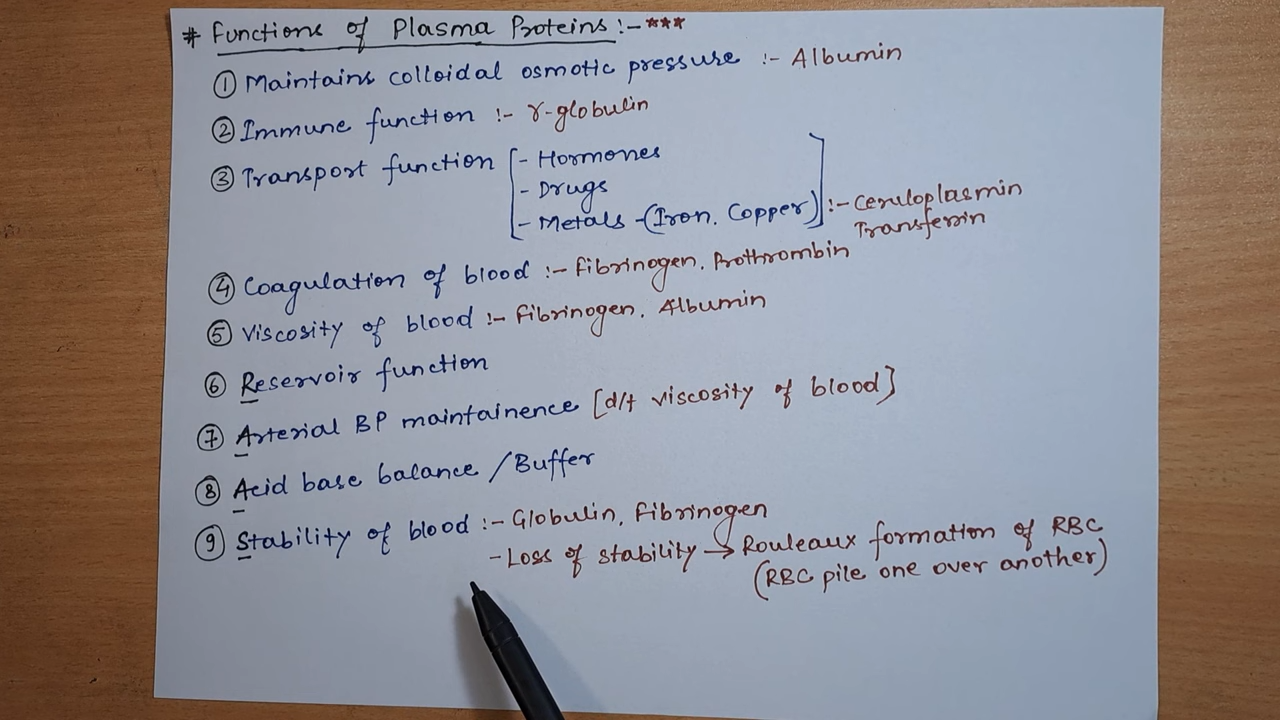 # Functions of Plasma Proteins :- ***
① Maintains colloidal osmotic pressure :- Albumin
② Immune function :- γ-globulin
③ Transport function [- Hormones
- Drugs
- Metals -(Iron, Copper)] :- Ceruloplasmin
Transferrin
④ Coagulation of blood :- Fibrinogen, Prothrombin
⑤ Viscosity of blood :- Fibrinogen, Albumin
⑥ Reservoir function
⑦ Arterial BP maintainence [d/t viscosity of blood]
⑧ Acid base balance /Buffer
⑨ Stability of blood :- Globulin, Fibrinogen
- Loss of stability → Rouleaux formation of RBC
(RBC pile one over another)